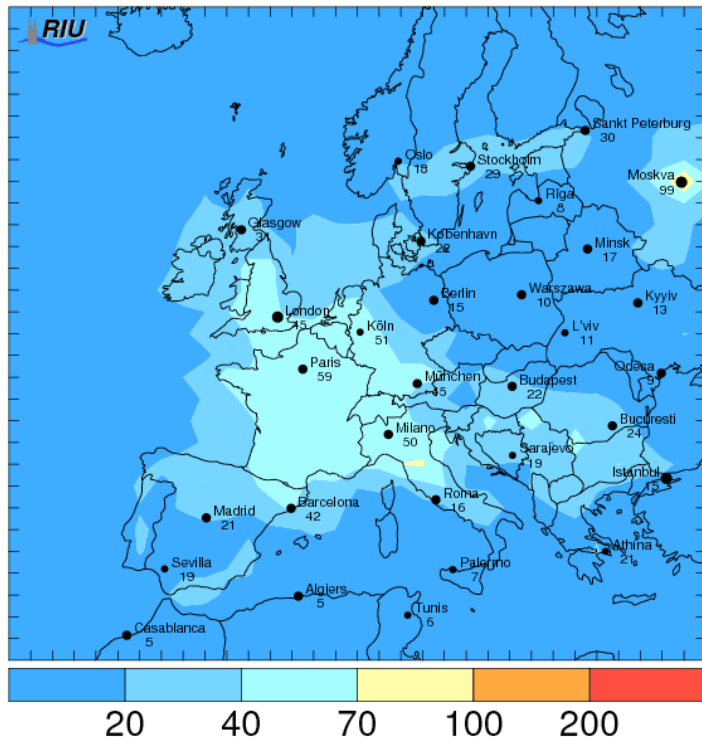 RIU
Sankt Peterburg
30
Oslo
18
Stockholm
29
Moskva
99
Rīga
8
Glasgow
34
København
22
Minsk
17
Berlin
15
Warszawa
10
Kyyiv
13
London
45
Köln
51
L'viv
11
Paris
59
München
45
Budapest
22
Odesa
9
Milano
50
Bucuresti
24
Sarajevo
19
Istanbul
15
Madrid
21
Barcelona
42
Roma
16
Athina
21
Sevilla
19
Palermo
7
Algiers
5
Tunis
6
Casablanca
5
20 40 70 100 200